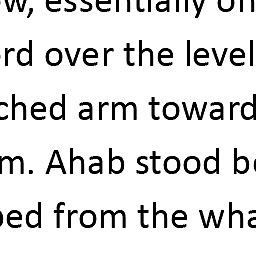 w, essentially on
rd over the level
ched arm toward
m. Ahab stood be
ped from the wha